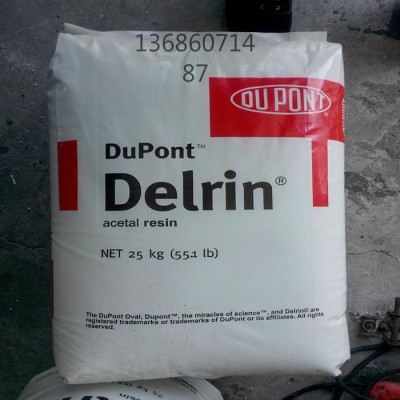 136860714
87
DU PONT
DuPont™
Delrin®
acetal resin
NET 25 kg (55.1 lb)
The DuPont Oval, Dupont™, the miracles of science™, and Delrin® are
registered trademarks or trademarks of DuPont or its affiliates. All rights
reserved.